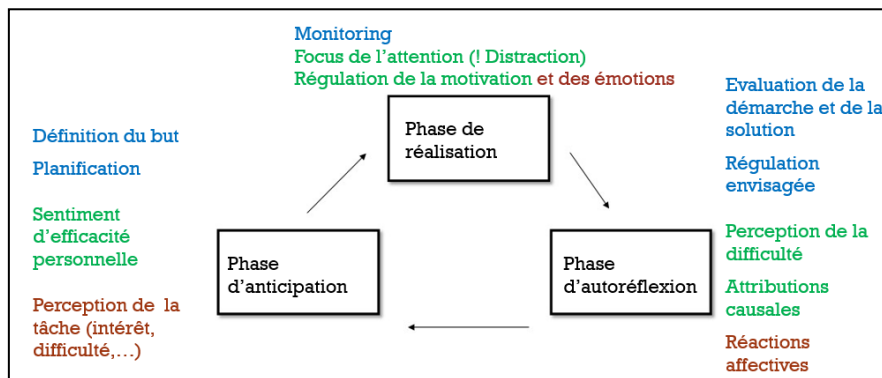 Monitoring
Focus de l'attention (! Distraction)
Régulation de la motivation et des émotions
Phase de
réalisation
Définition du but
Planification
Sentiment
d'efficacité
personnelle
Perception de la
tâche (intérêt,
difficulté,…)
Phase
d'anticipation
Phase
d'autoréflexion
Evaluation de la
démarche et de la
solution
Régulation
envisagée
Perception de la
difficulté
Attributions
causales
Réactions
affectives